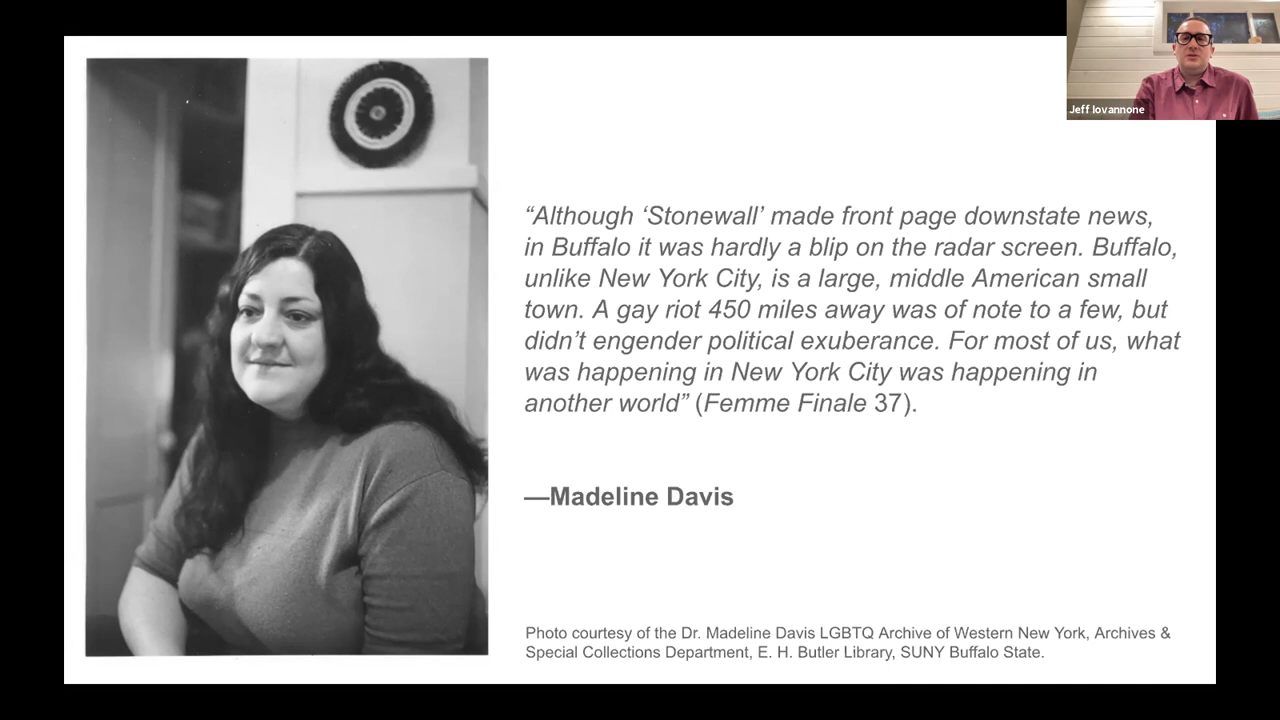 Jeff Iovannone
“Although ‘Stonewall’ made front page downstate news,
in Buffalo it was hardly a blip on the radar screen. Buffalo,
unlike New York City, is a large, middle American small
town. A gay riot 450 miles away was of note to a few, but
didn’t engender political exuberance. For most of us, what
was happening in New York City was happening in
another world” (Femme Finale 37).
—Madeline Davis
Photo courtesy of the Dr. Madeline Davis LGBTQ Archive of Western New York, Archives &
Special Collections Department, E. H. Butler Library, SUNY Buffalo State.